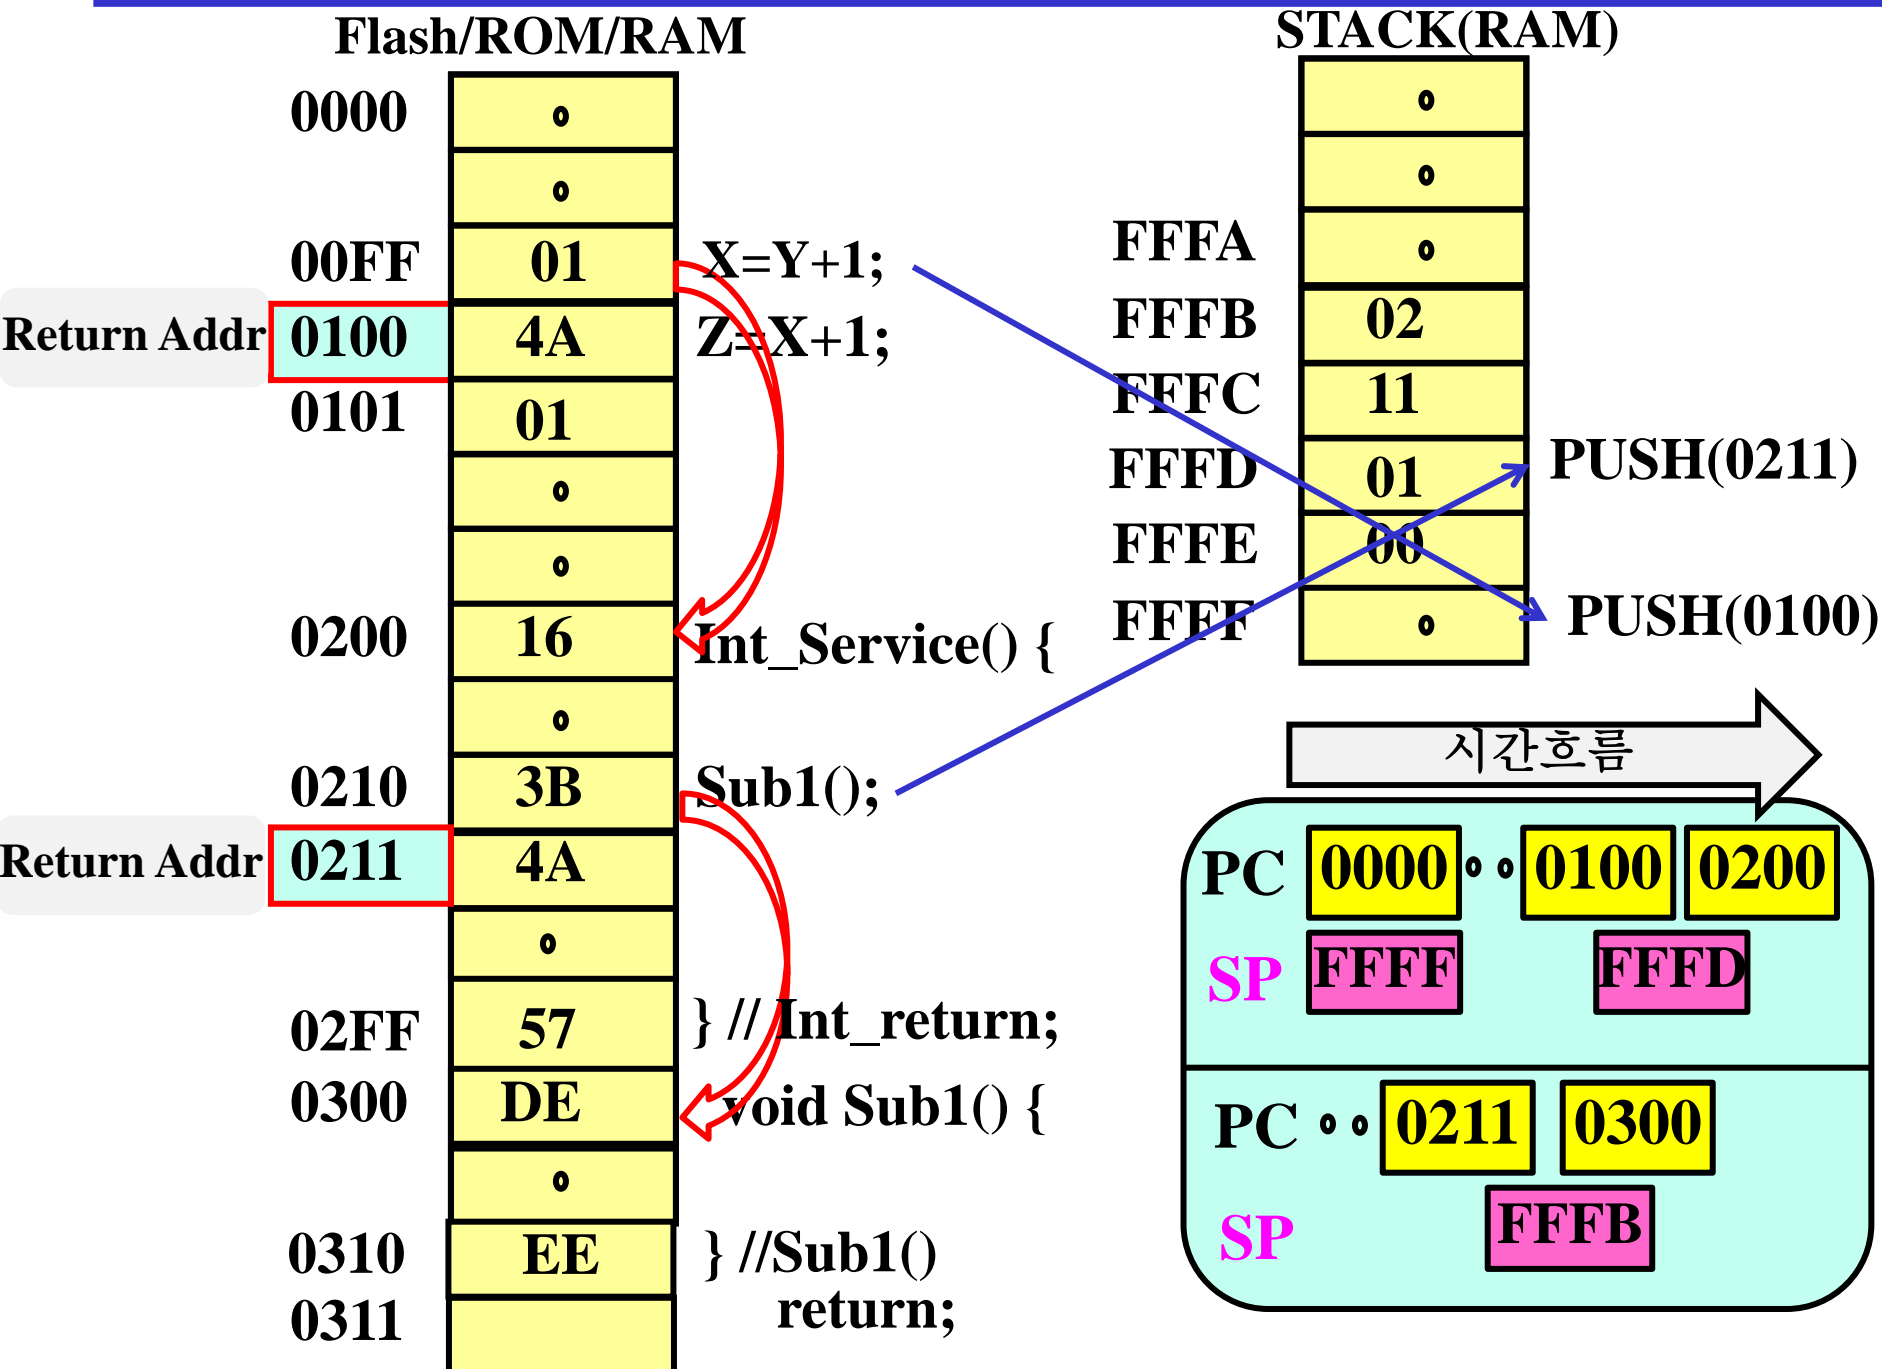 Flash/ROM/RAM
0000
00FF 01 X=Y+1;
Return Addr 0100 4A Z=X+1;
0101 01
0200 16 Int_Service() {
0210 3B Sub1();
Return Addr 0211 4A
02FF 57 } // Int_return;
0300 DE void Sub1() {
0310 EE } //Sub1()
return;
0311
STACK(RAM)
FFFA
FFFB 02
FFFC 11
FFFD 01 PUSH(0211)
FFFE 00
FFFF PUSH(0100)
시간흐름
PC 0000 0100 0200
SP FFFF FFFD
PC 0211 0300
SP FFFB